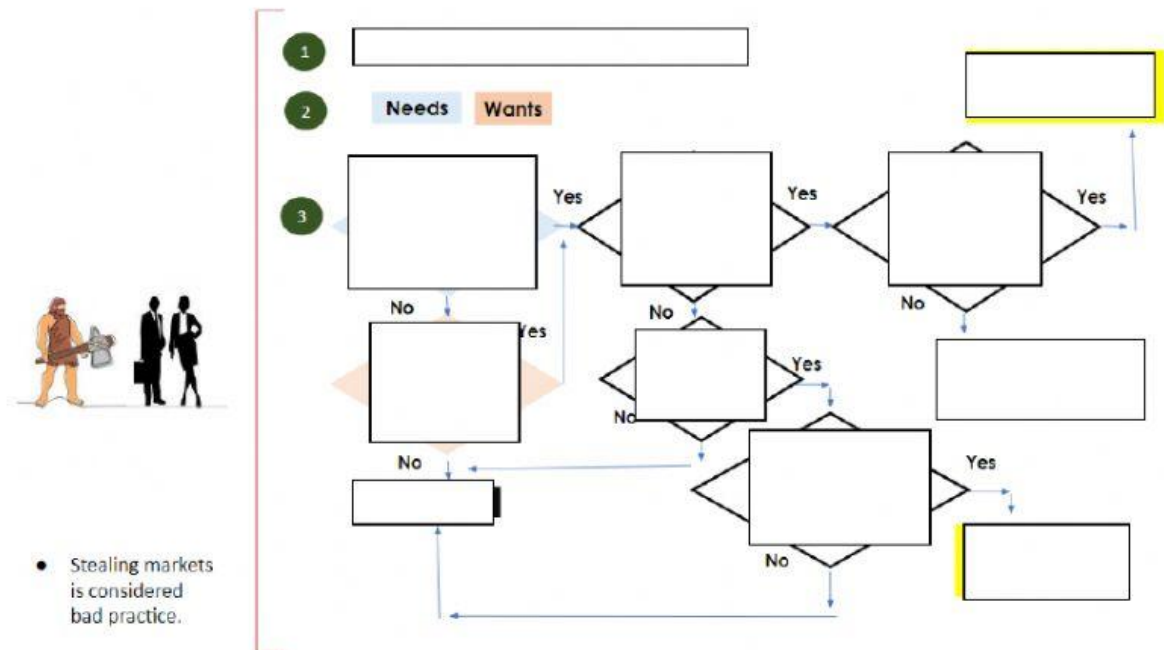 1
2
Needs Wants
Yes Yes Yes
3
No Yes No No
Yes
No
No Yes
No
• Stealing markets
is considered
bad practice.